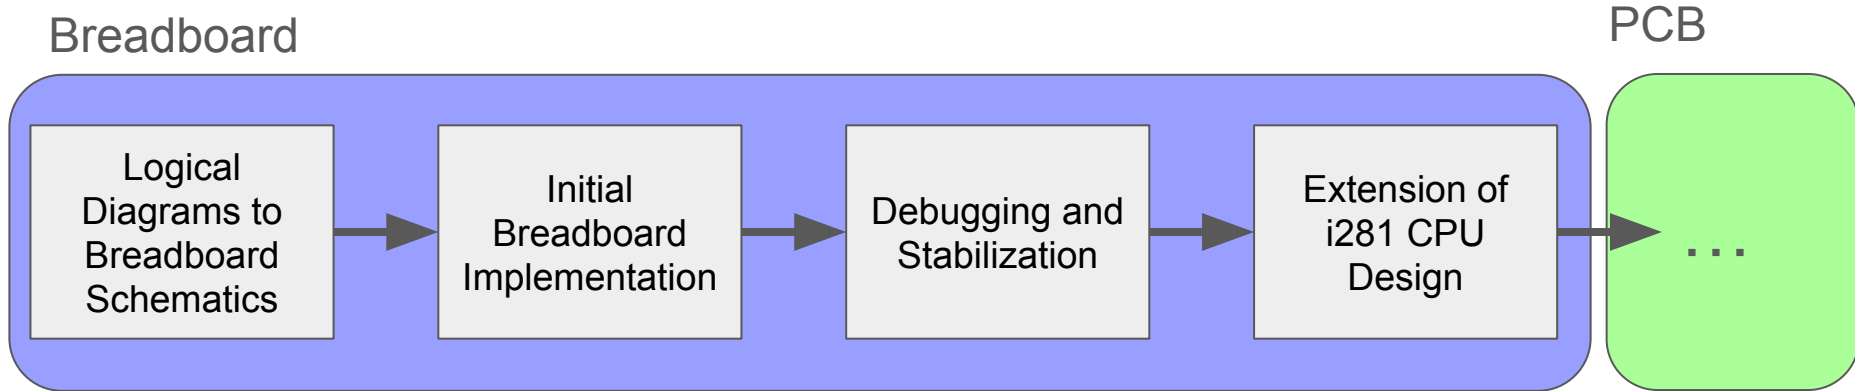 Breadboard
PCB
Logical
Diagrams to
Breadboard
Schematics
Initial
Breadboard
Implementation
Debugging and
Stabilization
Extension of
i281 CPU
Design
...